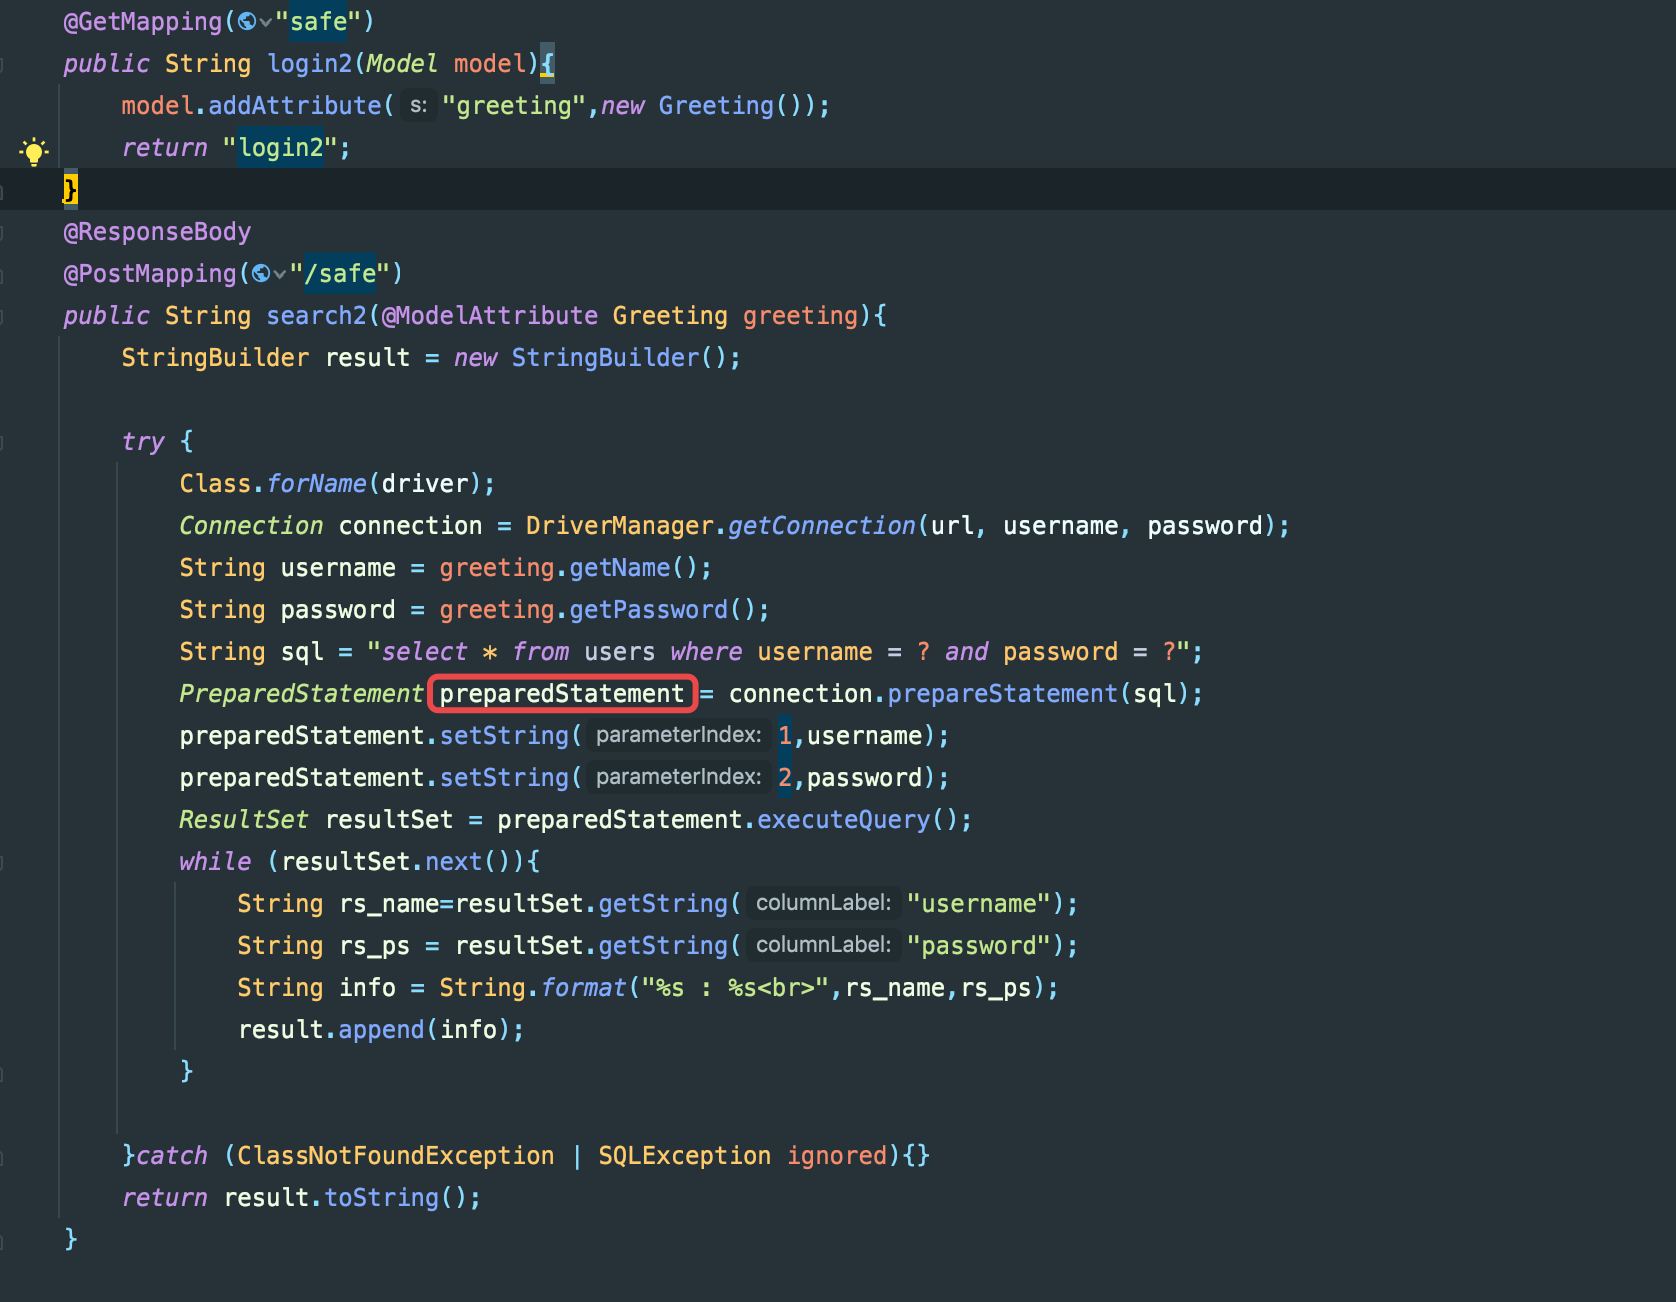 @GetMapping("safe")
public String login2(Model model){
model.addAttribute( s: "greeting",new Greeting());
return "login2";
}
@ResponseBody
@PostMapping("/safe")
public String search2(@ModelAttribute Greeting greeting){
StringBuilder result = new StringBuilder();
try {
Class.forName(driver);
Connection connection = DriverManager.getConnection(url, username, password);
String username = greeting.getName();
String password = greeting.getPassword();
String sql = "select * from users where username = ? and password = ?";
PreparedStatement preparedStatement = connection.prepareStatement(sql);
preparedStatement.setString( parameterIndex: 1,username);
preparedStatement.setString( parameterIndex: 2,password);
ResultSet resultSet = preparedStatement.executeQuery();
while (resultSet.next()){
String rs_name=resultSet.getString( columnLabel: "username");
String rs_ps = resultSet.getString( columnLabel: "password");
String info = String.format("%s : %s<br>",rs_name,rs_ps);
result.append(info);
}
}catch (ClassNotFoundException | SQLException ignored){}
return result.toString();
}